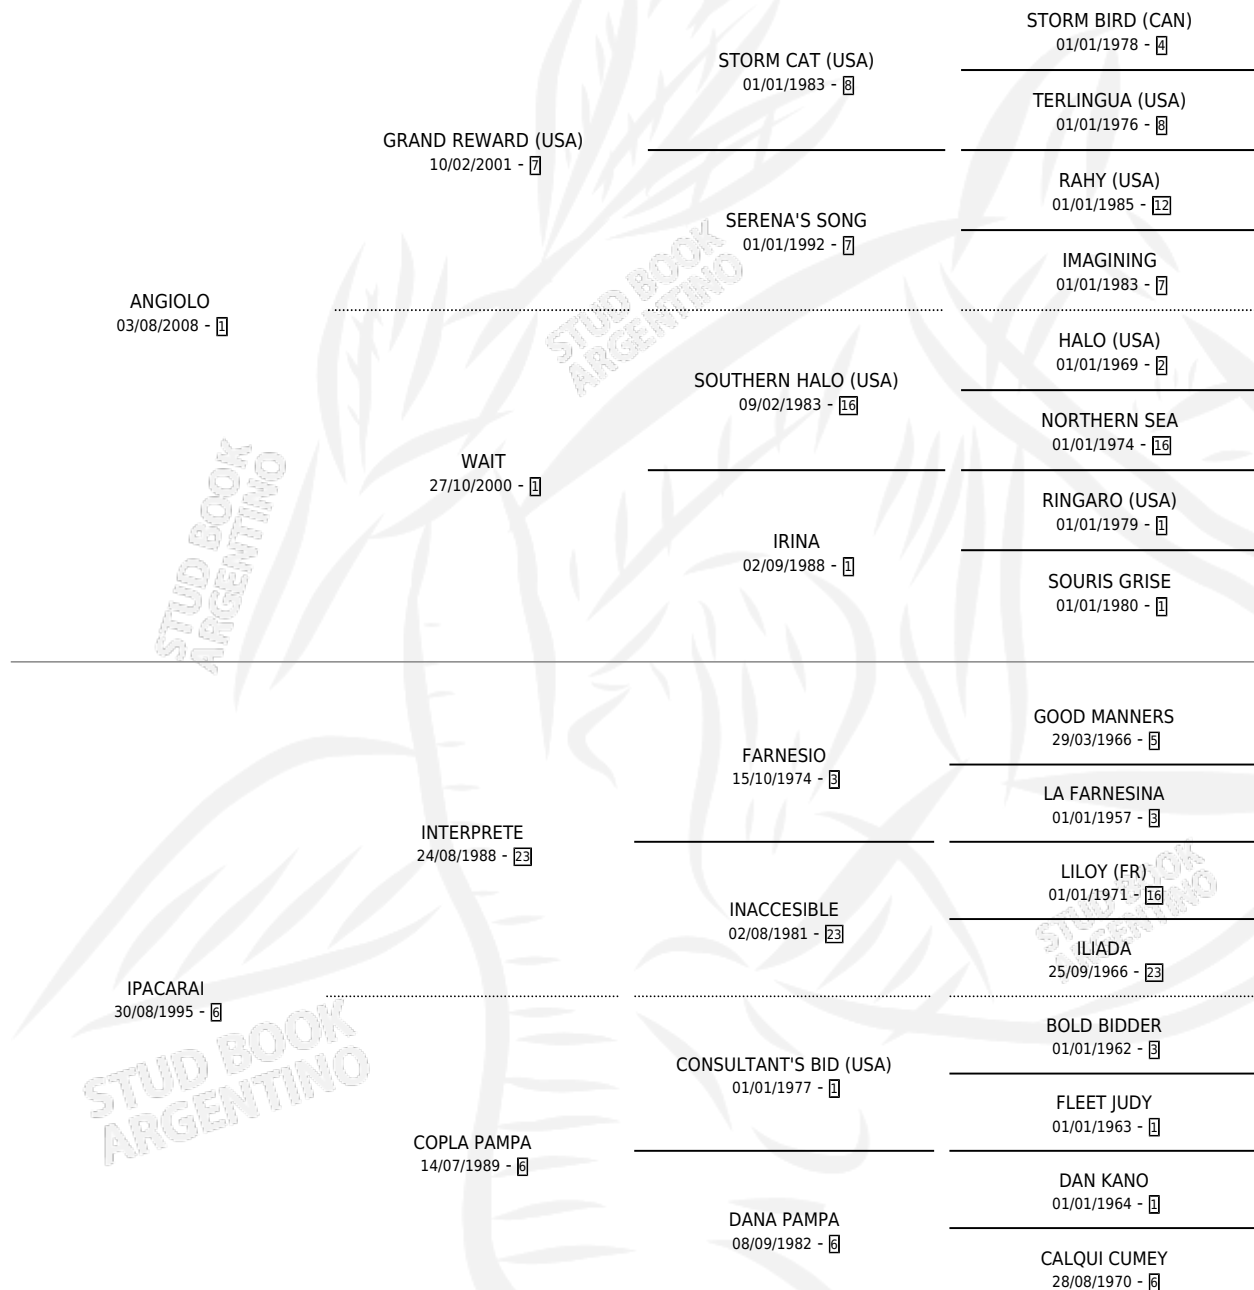 STORM BIRD (CAN)
01/01/1978 - 4
STORM CAT (USA)
01/01/1983 - 8
TERLINGUA (USA)
01/01/1976 - 8
GRAND REWARD (USA)
10/02/2001 - 7
RAHY (USA)
01/01/1985 - 12
SERENA'S SONG
01/01/1992 - 7
IMAGINING
01/01/1983 - 7
ANGIOLO
03/08/2008 - 1
HALO (USA)
01/01/1969 - 2
SOUTHERN HALO (USA)
09/02/1983 - 16
NORTHERN SEA
01/01/1974 - 16
WAIT
27/10/2000 - 1
RINGARO (USA)
01/01/1979 - 1
IRINA
02/09/1988 - 1
SOURIS GRISE
01/01/1980 - 1
GOOD MANNERS
29/03/1966 - 5
FARNESIO
15/10/1974 - 3
LA FARNESINA
01/01/1957 - 3
INTERPRETE
24/08/1988 - 23
LILOY (FR)
01/01/1971 - 16
INACCESIBLE
02/08/1981 - 23
ILIADA
25/09/1966 - 23
IPACARAI
30/08/1995 - 6
BOLD BIDDER
01/01/1962 - 3
CONSULTANT'S BID (USA)
01/01/1977 - 1
FLEET JUDY
01/01/1963 - 1
COPLA PAMPA
14/07/1989 - 6
DAN KANO
01/01/1964 - 1
DANA PAMPA
08/09/1982 - 6
CALQUI CUMEY
28/08/1970 - 6
STUD BOOK
ARGENTINO
STUD BOOK
ARGENTINO
STUD BOOK
ARGENTINO
STUD BOOK
ARGENTINO